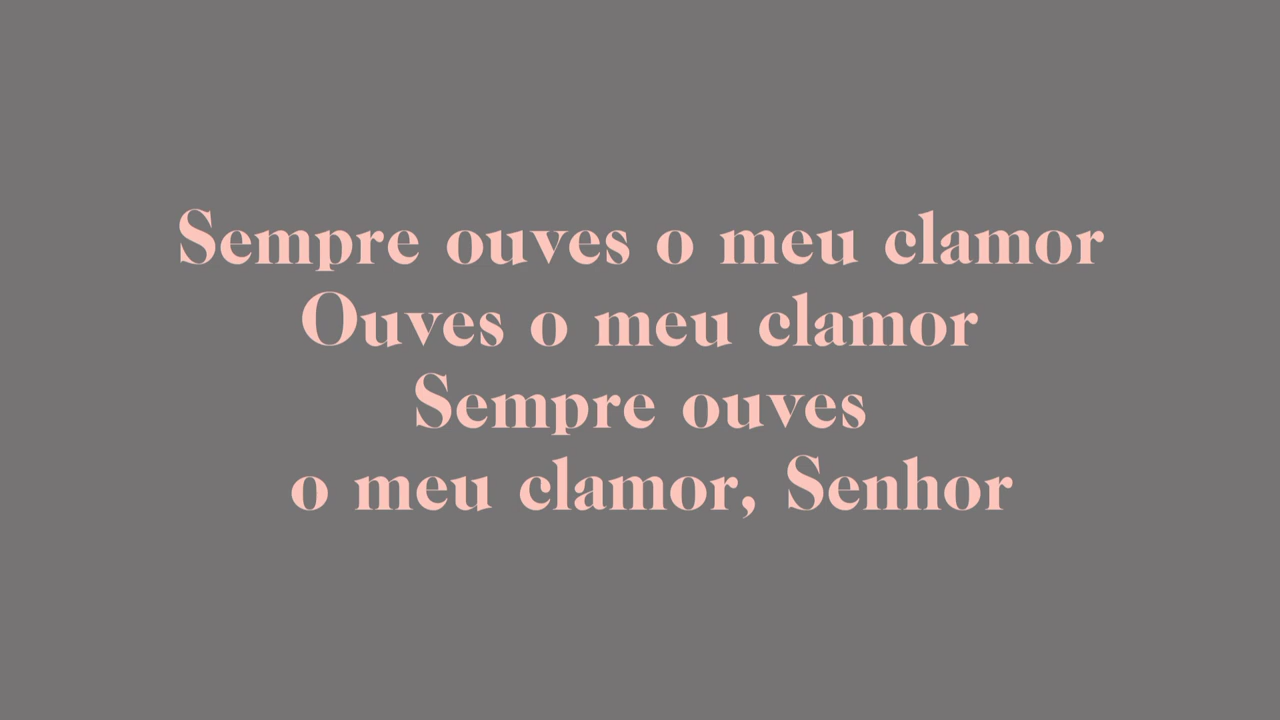 Sempre ouves o meu clamor
Ouves o meu clamor
Sempre ouves
o meu clamor, Senhor